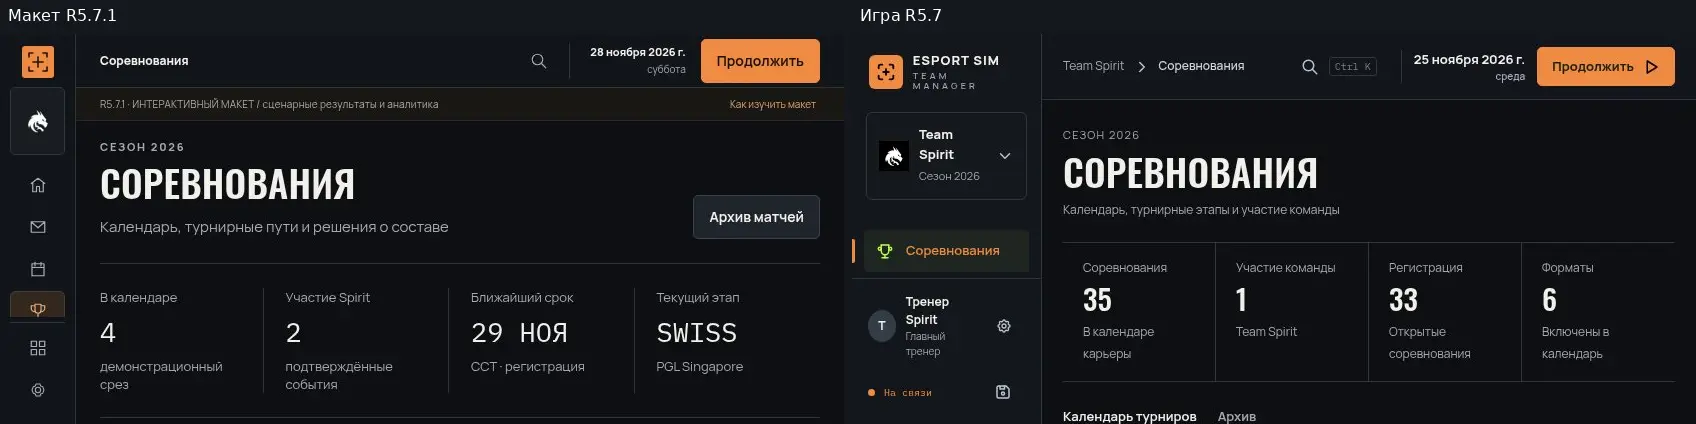 Макет R5.7.1
Соревнования
28 ноября 2026 г.
суббота
Продолжить
R5.7.1 · ИНТЕРАКТИВНЫЙ МАКЕТ / сценарные результаты и аналитика
Как изучить макет
СЕЗОН 2026
СОРЕВНОВАНИЯ
Календарь, турнирные пути и решения о составе
Архив матчей
В календаре
4
демонстрационный
срез
Участие Spirit
2
подтверждённые
события
Ближайший срок
29 НОЯ
CCT · регистрация
Текущий этап
SWISS
PGL Singapore
Игра R5.7
ESPORT SIM
TEAM
MANAGER
Team
Spirit
Сезон 2026
Соревнования
Т
Тренер
Spirit
Главный
тренер
На связи
Team Spirit
Соревнования
Ctrl K
25 ноября 2026 г.
среда
Продолжить
СЕЗОН 2026
СОРЕВНОВАНИЯ
Календарь, турнирные этапы и участие команды
Соревнования
35
В календаре
карьеры
Участие команды
1
Team Spirit
Регистрация
33
Открытые
соревнования
Форматы
6
Включены в
календарь
Календарь турниров
Архив